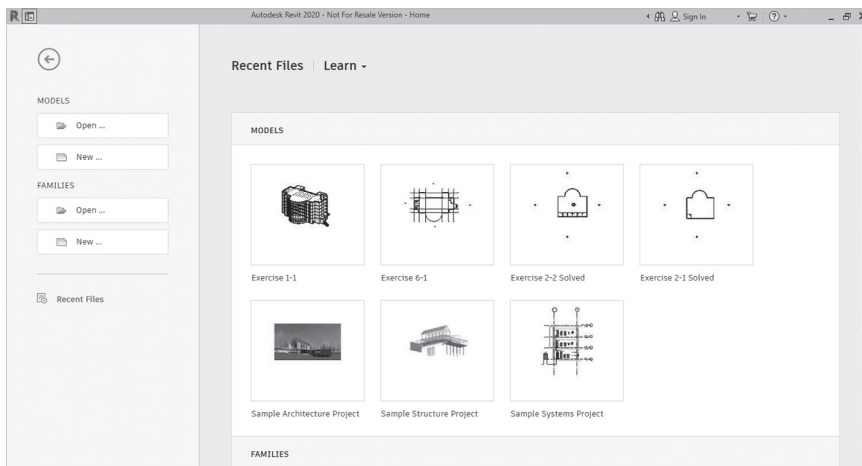 R
Autodesk Revit 2020 - Not For Resale Version - Home
Sign In
?
Recent Files | Learn
MODELS
Open ...
New ...
FAMILIES
Open ...
New ...
Recent Files
MODELS
Exercise 1-1
Exercise 6-1
Exercise 2-2 Solved
Exercise 2-1 Solved
Sample Architecture Project
Sample Structure Project
Sample Systems Project
FAMILIES